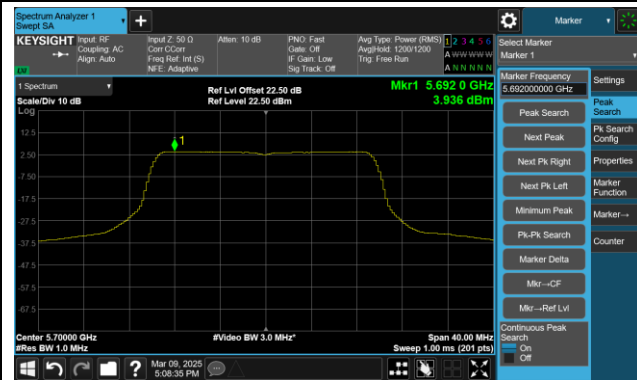 Spectrum Analyzer 1
Swept SA
Marker
KEYSIGHT
Input: RF
Coupling: AC
Align: Auto
Input Z: 50 Ω
Corr CCorr
Freq Ref: Int (S)
NFE: Adaptive
Atten: 10 dB
PNO: Fast
Gate: Off
IF Gain: Low
Sig Track: Off
Avg Type: Power (RMS)
Avg|Hold: 1200/1200
Trig: Free Run
1 2 3 4 5 6
A W W W W W
A N N N N N
LXI
Select Marker
Marker 1
1 Spectrum
Scale/Div 10 dB
Log
Ref Lvl Offset 22.50 dB
Ref Level 22.50 dBm
Mkr1 5.692 0 GHz
3.936 dBm
1
12.5
2.50
-7.50
-17.5
-27.5
-37.5
-47.5
-57.5
-67.5
Center 5.70000 GHz
#Res BW 1.0 MHz
#Video BW 3.0 MHz*
Span 40.00 MHz
Sweep 1.00 ms (201 pts)
Marker Frequency
5.692000000 GHz
Peak Search
Next Peak
Next Pk Right
Next Pk Left
Minimum Peak
Pk-Pk Search
Marker Delta
Mkr→CF
Mkr→Ref Lvl
Continuous Peak
Search
On
Off
Settings
Peak
Search
Pk Search
Config
Properties
Marker
Function
Marker→
Counter
Mar 09, 2025
5:08:35 PM